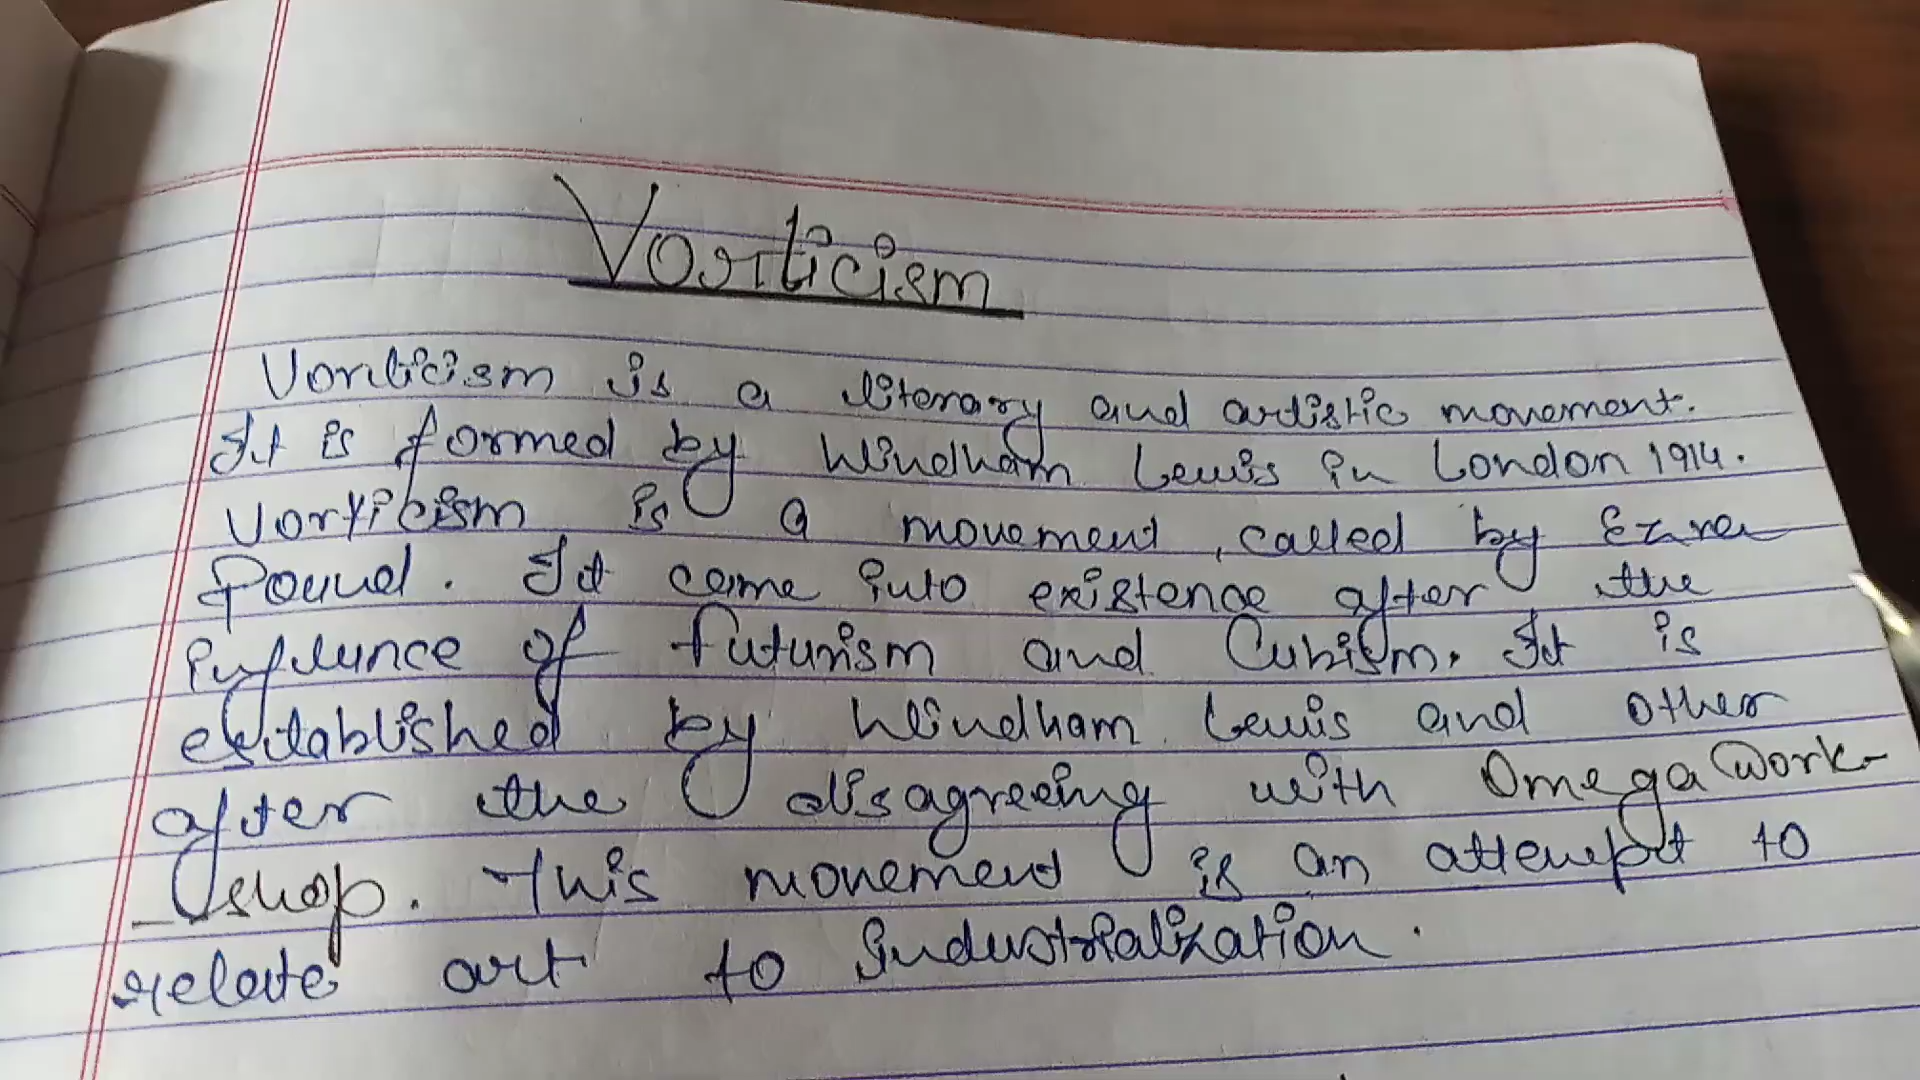 Vorticism
Vorticism is a literary and artistic movement.
It is formed by Windham Lewis in London 1914.
Vorticism is a movement, called by Ezra
Pound. It came into existence after the
influence of futurism and Cubism. It is
established by Windham Lewis and other
after the disagreeing with Omega Work-
shop. This movement is an attempt to
relate art to Industrialization.